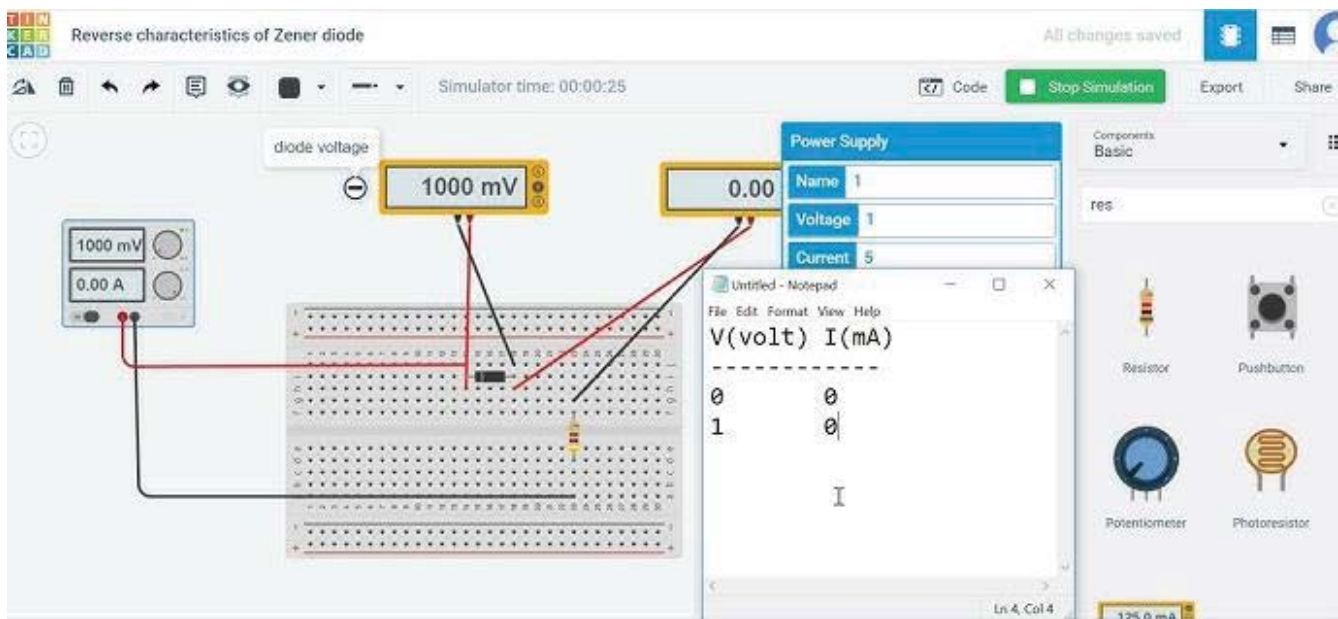 TIN
KER
CAD
Reverse characteristics of Zener diode
All changes saved
Simulator time: 00:00:25
Code
Stop Simulation
Export
Share
diode voltage
1000 mV
0.00
1000 mV
0.00 A
Power Supply
Name 1
Voltage 1
Current 5
Components
Basic
res
Resistor
Pushbutton
Potentiometer
Photoresistor
125.0 mA
Untitled - Notepad
File Edit Format View Help
V(volt) I(mA)
-------------
0 0
1 0
Ln 4, Col 4